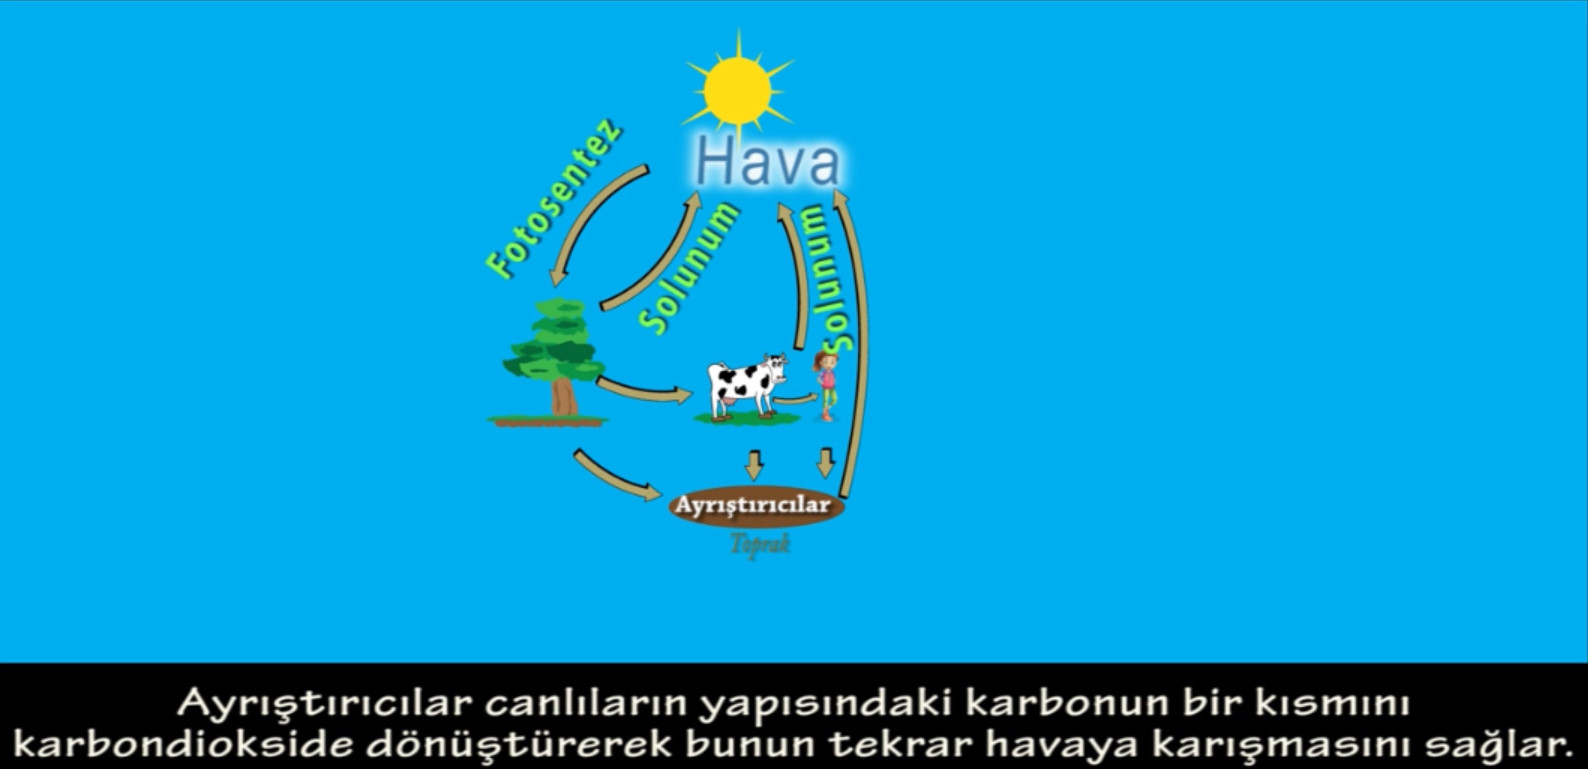 Hava
Fotosentez
Solunum
Solunum
Ayrıştırıcılar
Toprak
Ayrıştırıcılar canlıların yapısındaki karbonun bir kısmını
karbondiokside dönüştürerek bunun tekrar havaya karışmasını sağlar.